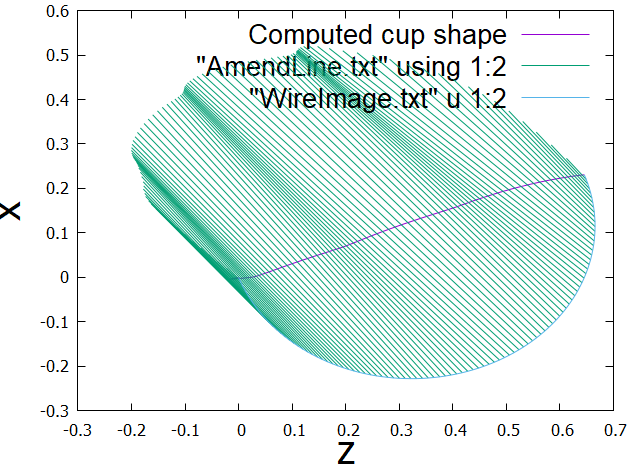 0.6
0.5
0.4
0.3
0.2
0.1
0
-0.1
-0.2
-0.3
X
Computed cup shape
"AmendLine.txt" using 1:2
"WireImage.txt" u 1:2
-0.3 -0.2 -0.1 0 0.1 0.2 0.3 0.4 0.5 0.6 0.7
Z